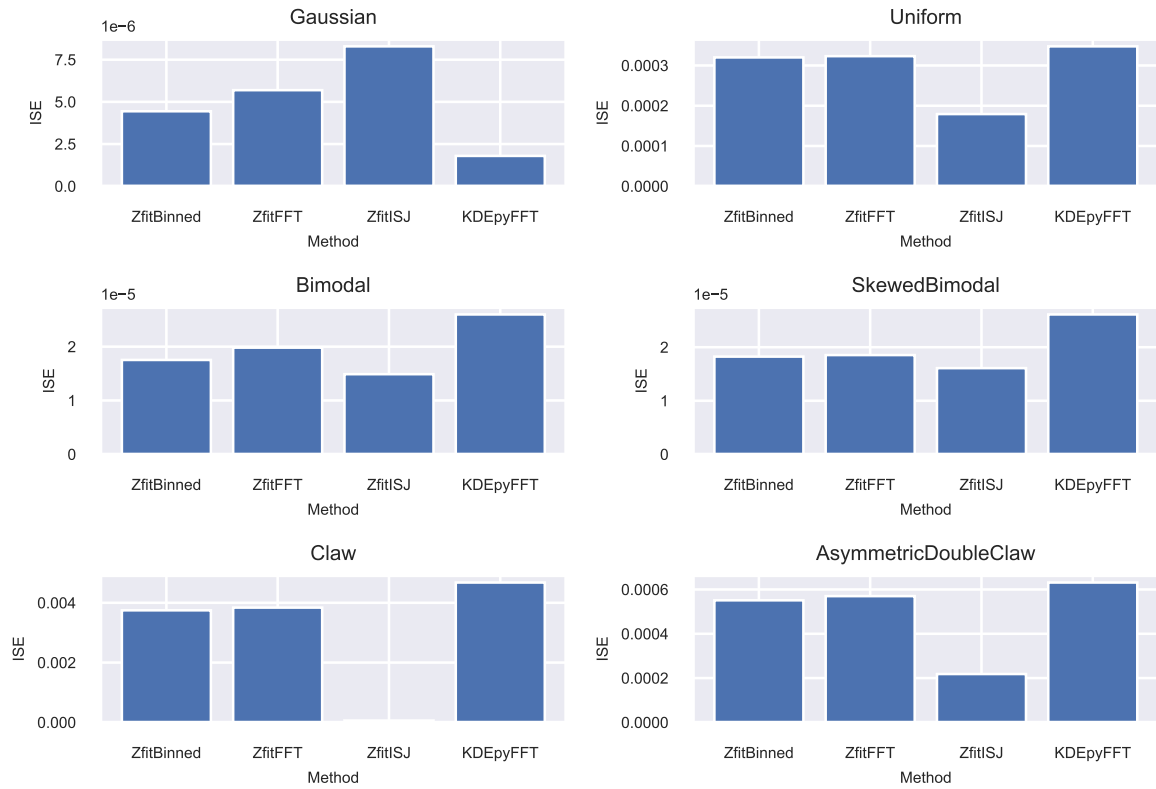 Gaussian
1e−6
7.5
5.0
2.5
0.0
ISE
ZfitBinned ZfitFFT ZfitISJ KDEpyFFT
Method
Uniform
0.0003
0.0002
0.0001
0.0000
ISE
ZfitBinned ZfitFFT ZfitISJ KDEpyFFT
Method
Bimodal
1e−5
2
1
0
ISE
ZfitBinned ZfitFFT ZfitISJ KDEpyFFT
Method
SkewedBimodal
1e−5
2
1
0
ISE
ZfitBinned ZfitFFT ZfitISJ KDEpyFFT
Method
Claw
0.004
0.002
0.000
ISE
ZfitBinned ZfitFFT ZfitISJ KDEpyFFT
Method
AsymmetricDoubleClaw
0.0006
0.0004
0.0002
0.0000
ISE
ZfitBinned ZfitFFT ZfitISJ KDEpyFFT
Method